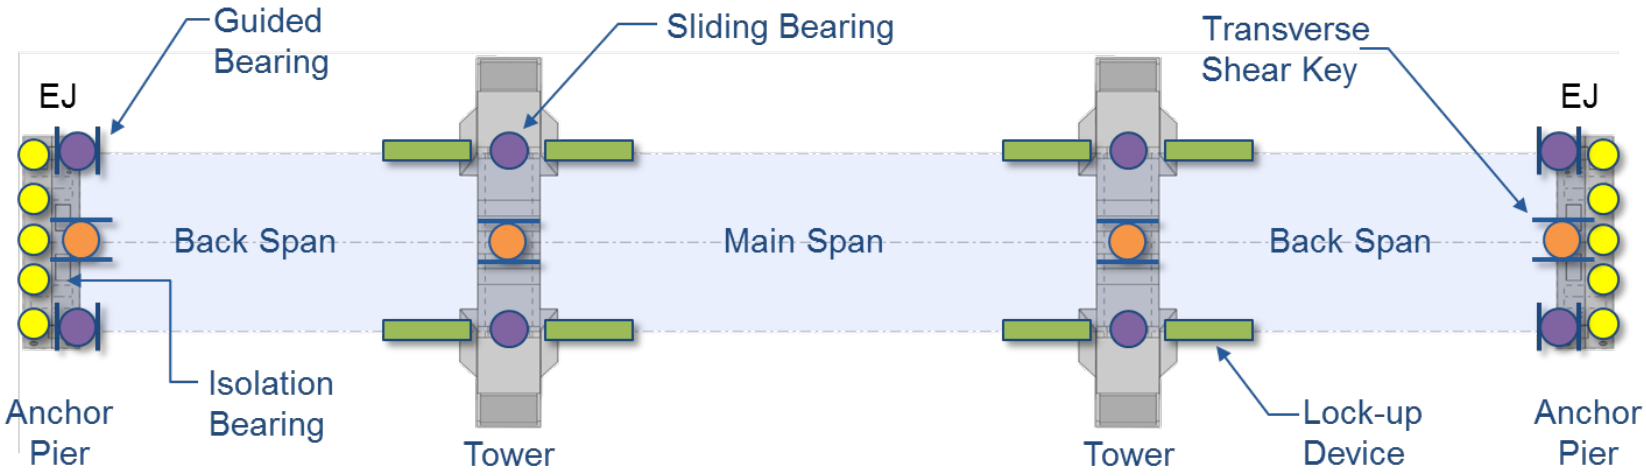 Guided
Bearing
Sliding Bearing
Transverse
Shear Key
EJ
EJ
Back Span
Main Span
Back Span
Isolation
Bearing
Anchor
Pier
Tower
Tower
Lock-up
Device
Anchor
Pier